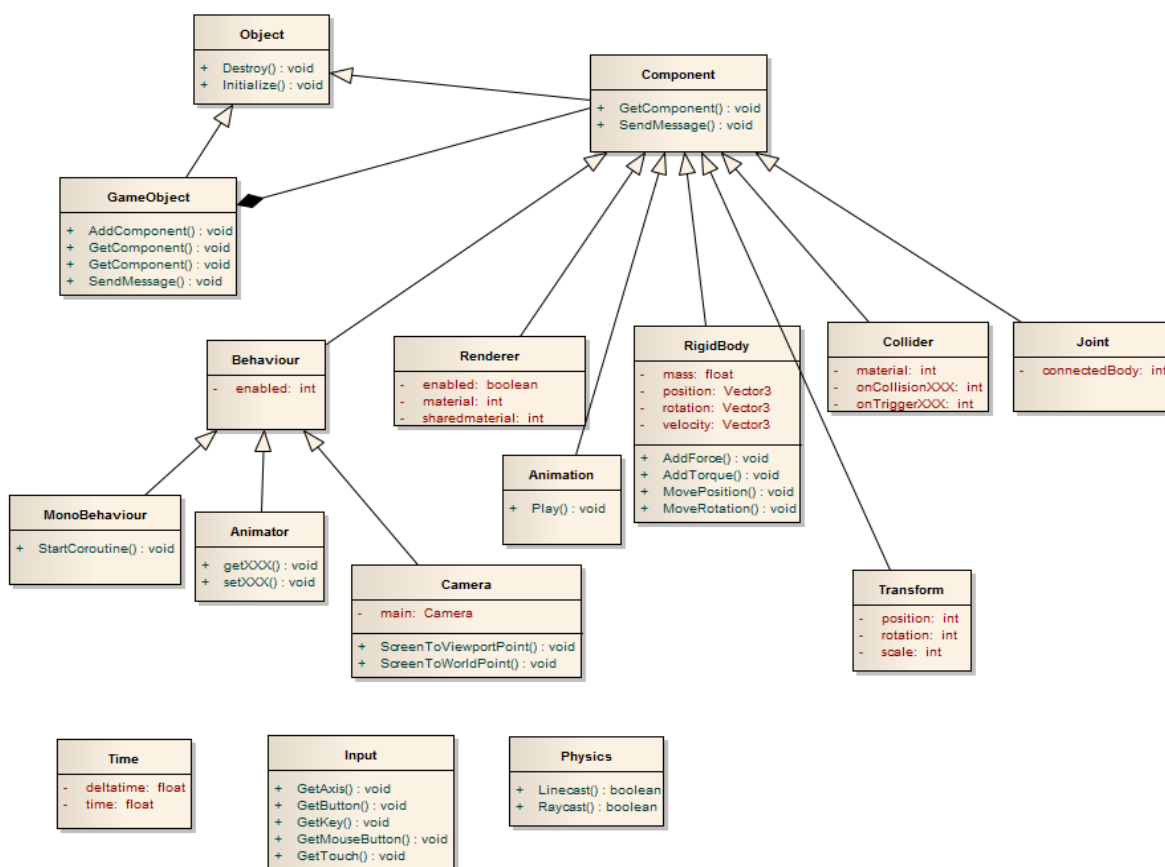 Object
+ Destroy() : void
+ Initialize() : void
Component
+ GetComponent() : void
+ SendMessage() : void
GameObject
+ AddComponent() : void
+ GetComponent() : void
+ GetComponent() : void
+ SendMessage() : void
Behaviour
- enabled: int
Renderer
- enabled: boolean
- material: int
- sharedmaterial: int
RigidBody
- mass: float
- position: Vector3
- rotation: Vector3
- velocity: Vector3
+ AddForce() : void
+ AddTorque() : void
+ MovePosition() : void
+ MoveRotation() : void
Collider
- material: int
- onCollisionXXX: int
- onTriggerXXX: int
Joint
- connectedBody: int
Animation
+ Play() : void
MonoBehaviour
+ StartCoroutine() : void
Animator
+ getXXX() : void
+ setXXX() : void
Camera
- main: Camera
+ ScreenToViewportPoint() : void
+ ScreenToWorldPoint() : void
Transform
- position: int
- rotation: int
- scale: int
Time
- deltatime: float
- time: float
Input
+ GetAxis() : void
+ GetButton() : void
+ GetKey() : void
+ GetMouseButton() : void
+ GetTouch() : void
Physics
+ Linecast() : boolean
+ Raycast() : boolean